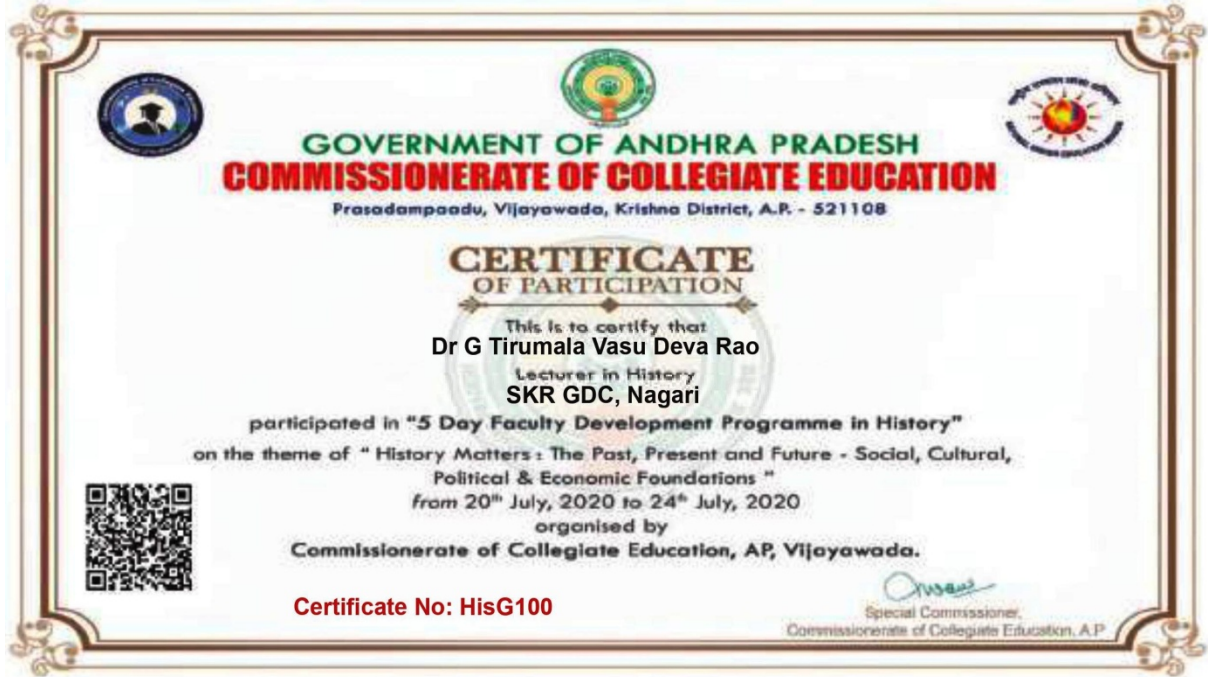 GOVERNMENT OF ANDHRA PRADESH
COMMISSIONERATE OF COLLEGIATE EDUCATION
Prasadampaadu, Vijayawada, Krishna District, A.P. - 521108
CERTIFICATE
OF PARTICIPATION
This is to certify that
Dr G Tirumala Vasu Deva Rao
Lecturer in History
SKR GDC, Nagari
participated in "5 Day Faculty Development Programme in History"
on the theme of " History Matters : The Past, Present and Future - Social, Cultural,
Political & Economic Foundations "
from 20th July, 2020 to 24th July, 2020
organised by
Commissionerate of Collegiate Education, AP, Vijayawada.
Certificate No: HisG100
Special Commissioner,
Commissionerate of Collegiate Education, A.P